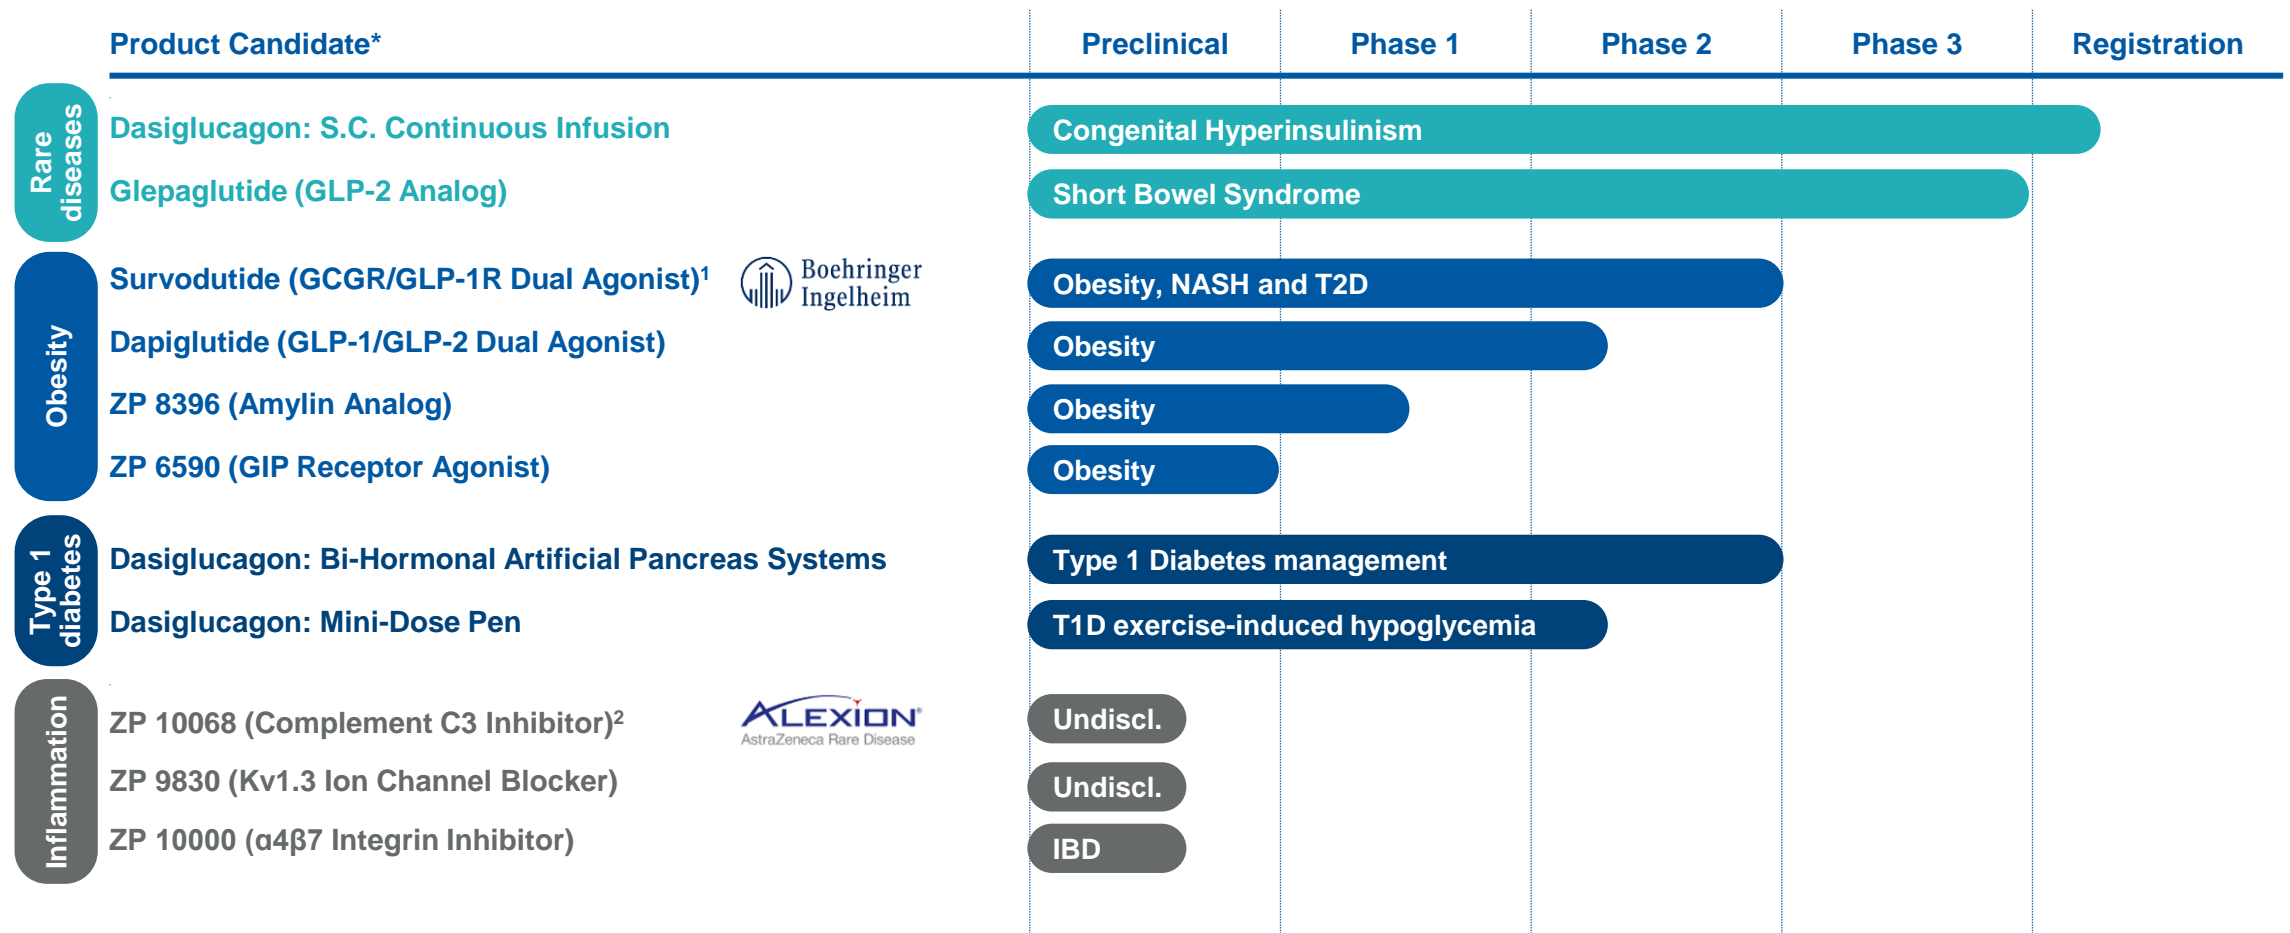 Product Candidate* Preclinical Phase 1 Phase 2 Phase 3 Registration
Rare
diseases
Dasiglucagon: S.C. Continuous Infusion
Congenital Hyperinsulinism
Glepaglutide (GLP-2 Analog)
Short Bowel Syndrome
Obesity
Survodutide (GCGR/GLP-1R Dual Agonist)¹
Boehringer
Ingelheim
Obesity, NASH and T2D
Dapiglutide (GLP-1/GLP-2 Dual Agonist)
Obesity
ZP 8396 (Amylin Analog)
Obesity
ZP 6590 (GIP Receptor Agonist)
Obesity
Type 1
diabetes
Dasiglucagon: Bi-Hormonal Artificial Pancreas Systems
Type 1 Diabetes management
Dasiglucagon: Mini-Dose Pen
T1D exercise-induced hypoglycemia
Inflammation
ZP 10068 (Complement C3 Inhibitor)²
ALEXION®
AstraZeneca Rare Disease
Undiscl.
ZP 9830 (Kv1.3 Ion Channel Blocker)
Undiscl.
ZP 10000 (α4β7 Integrin Inhibitor)
IBD